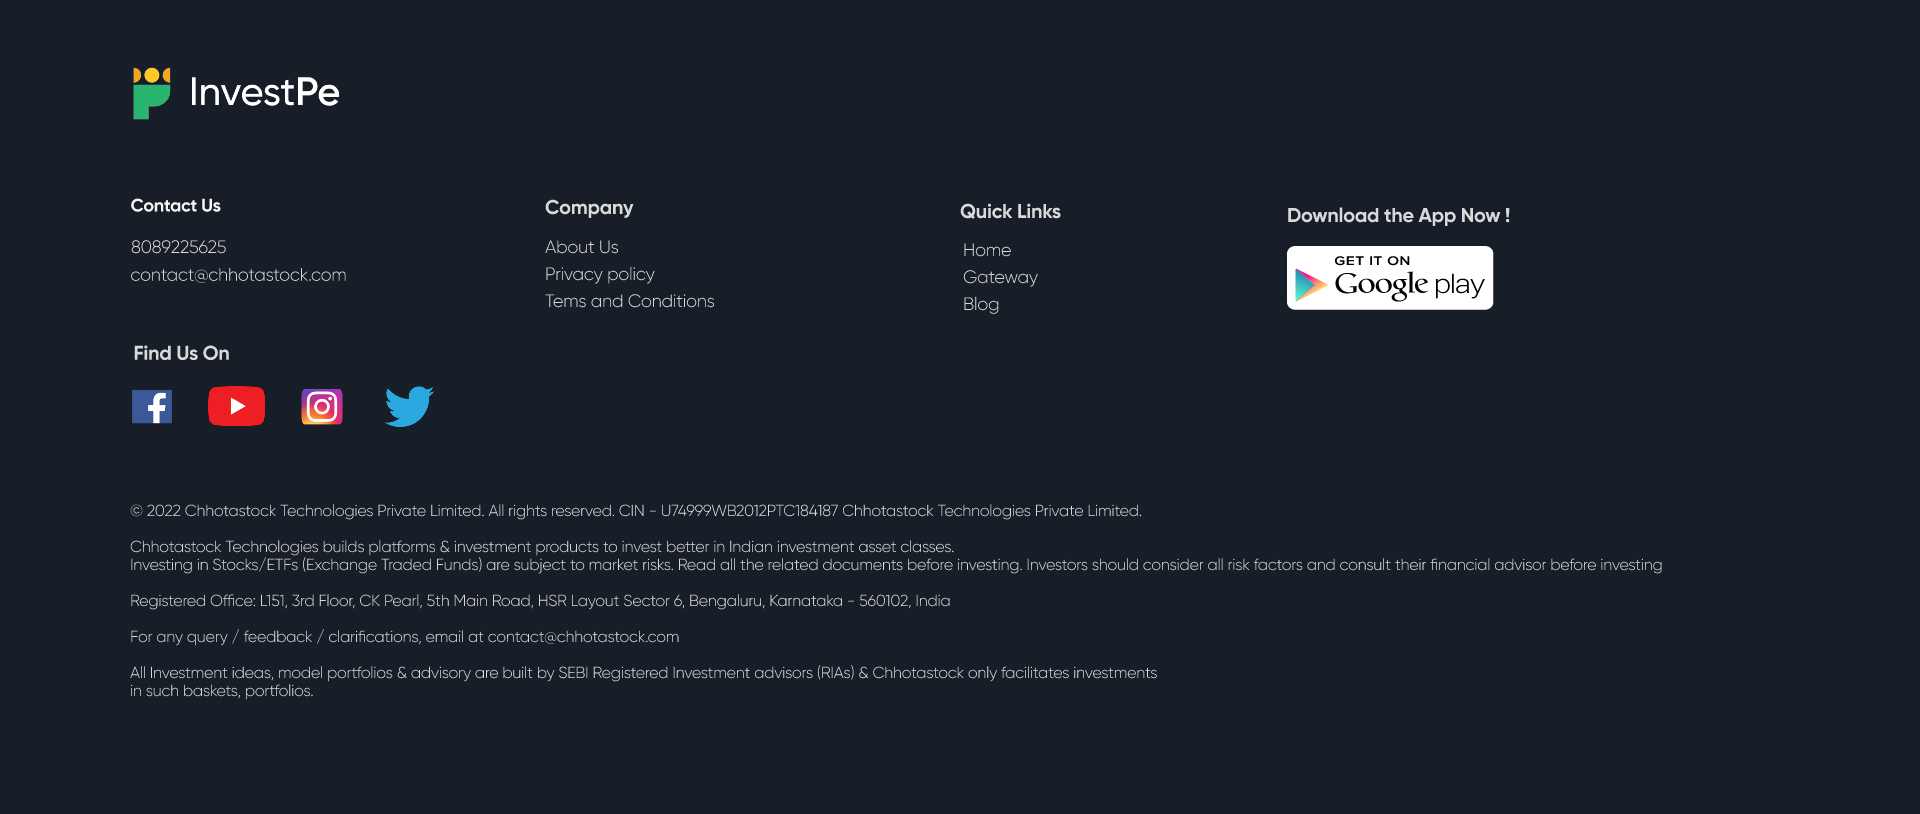 InvestPe
Contact Us
8089225625
contact@chhotastock.com
Company
About Us
Privacy policy
Tems and Conditions
Quick Links
Home
Gateway
Blog
Download the App Now !
GET IT ON
Google play
Find Us On
© 2022 Chhotastock Technologies Private Limited. All rights reserved. CIN - U74999WB2012PTC184187 Chhotastock Technologies Private Limited.
Chhotastock Technologies builds platforms & investment products to invest better in Indian investment asset classes.
Investing in Stocks/ETFs (Exchange Traded Funds) are subject to market risks. Read all the related documents before investing. Investors should consider all risk factors and consult their financial advisor before investing
Registered Office: L151, 3rd Floor, CK Pearl, 5th Main Road, HSR Layout Sector 6, Bengaluru, Karnataka - 560102, India
For any query / feedback / clarifications, email at contact@chhotastock.com
All Investment ideas, model portfolios & advisory are built by SEBI Registered Investment advisors (RIAs) & Chhotastock only facilitates investments
in such baskets, portfolios.